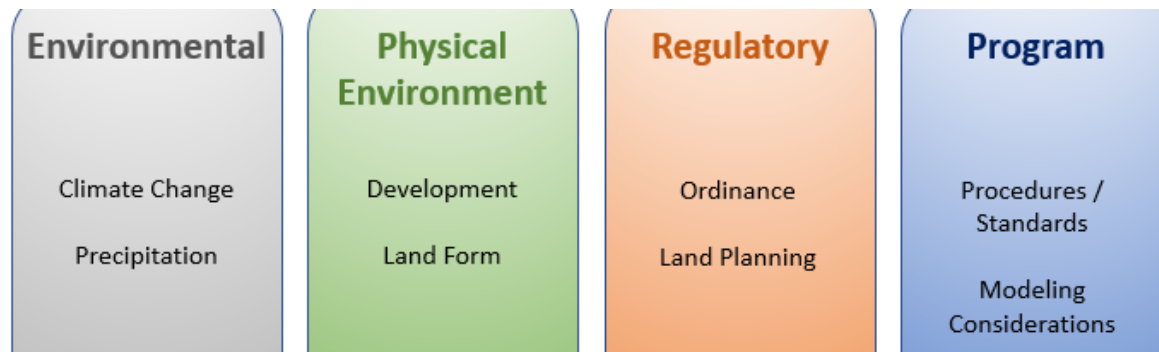 Environmental
Climate Change
Precipitation
Physical
Environment
Development
Land Form
Regulatory
Ordinance
Land Planning
Program
Procedures /
Standards
Modeling
Considerations